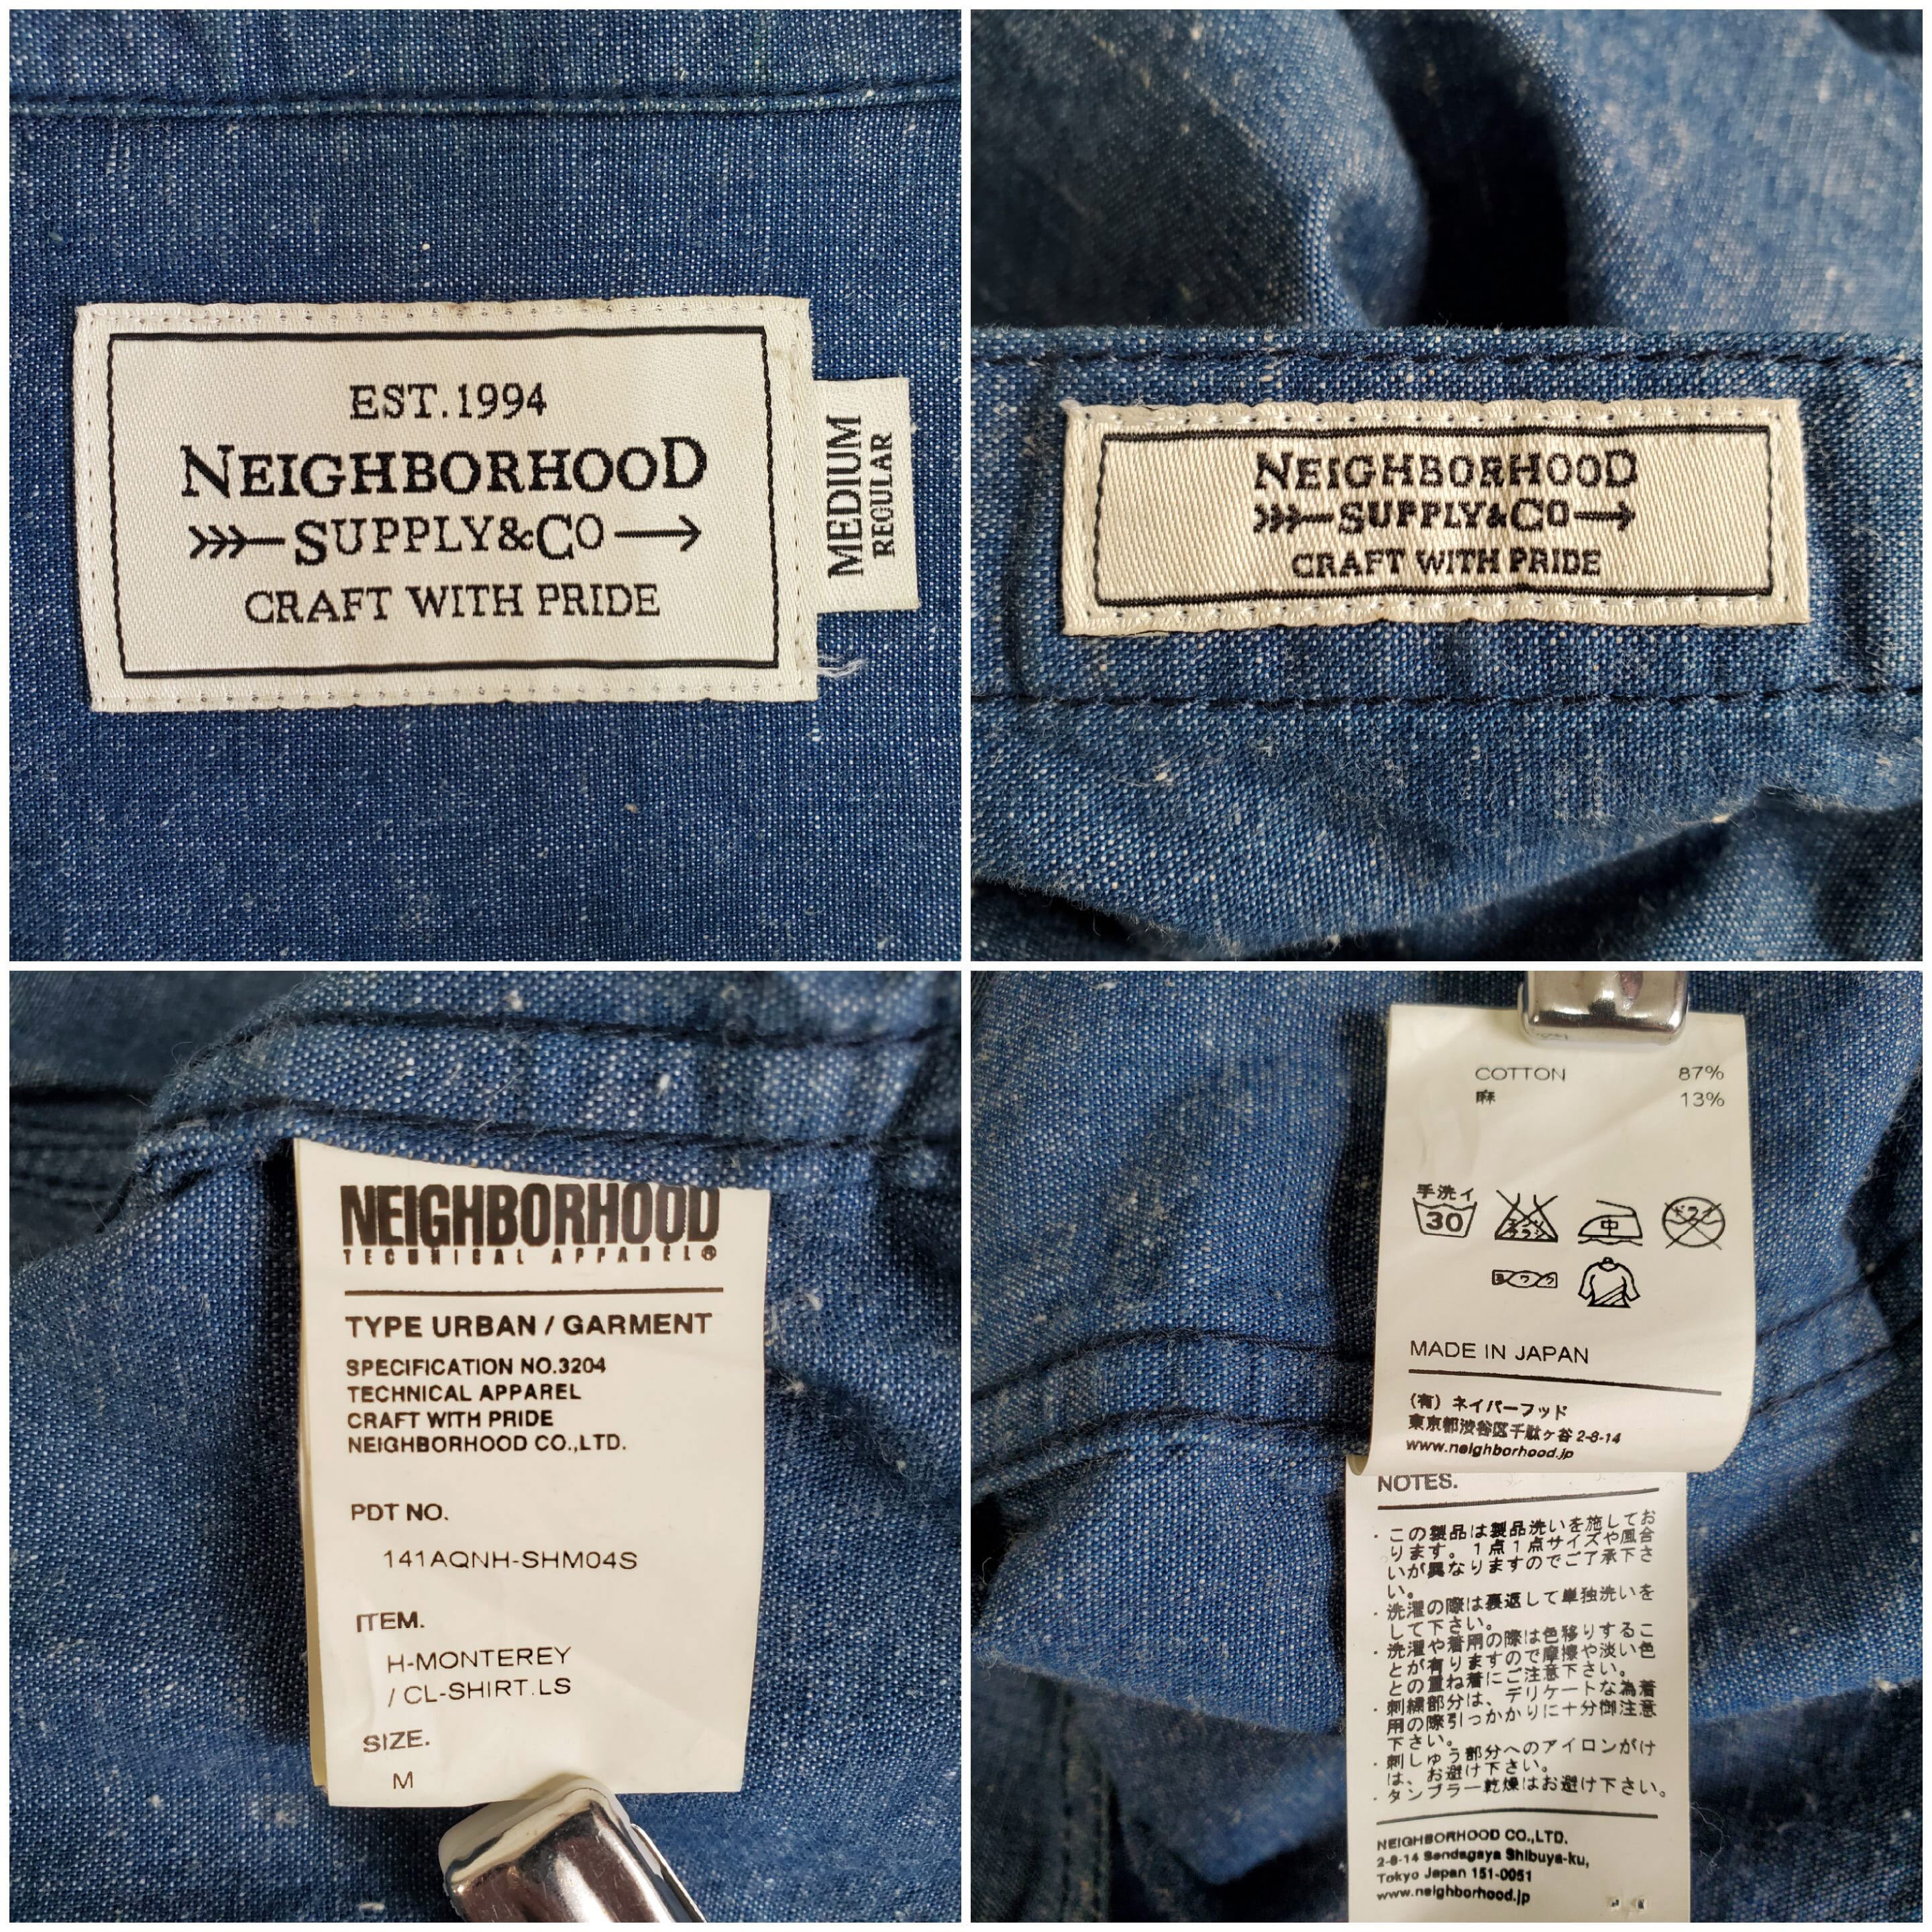 EST.1994
NEIGHBORHOOD
SUPPLY&CO
CRAFT WITH PRIDE
MEDIUM
REGULAR
NEIGHBORHOOD
SUPPLY&CO
CRAFT WITH PRIDE
NEIGHBORHOOD
TECHNICAL APPAREL®
TYPE URBAN / GARMENT
SPECIFICATION NO.3204
TECHNICAL APPAREL
CRAFT WITH PRIDE
NEIGHBORHOOD CO.,LTD.
PDT NO.
141AQNH-SHM04S
ITEM.
H-MONTEREY
/ CL-SHIRT.LS
SIZE.
M
COTTON 87%
麻 13%
手洗イ
30
エンソサラシ
中
ドライ
ヨワク
MADE IN JAPAN
(有) ネイバーフッド
東京都渋谷区千駄ヶ谷 2-8-14
www.neighborhood.jp
NOTES.
・この製品は製品洗いを施してお
ります。1点1点サイズや風合
いが異なりますのでご了承下さ
い。
・洗濯の際は裏返して単独洗いを
して下さい。
・洗濯や着用の際は色移りするこ
とが有りますので摩擦や淡い色
との重ね着にご注意下さい。
・刺繍部分は、デリケートな為着
用の際引っかかりに十分御注意
下さい。
・刺しゅう部分へのアイロンがけ
は、お避け下さい。
・タンブラー乾燥はお避け下さい。
NEIGHBORHOOD CO.,LTD.
2-8-14 Sendagaya Shibuya-ku,
Tokyo Japan 151-0051
www.neighborhood.jp